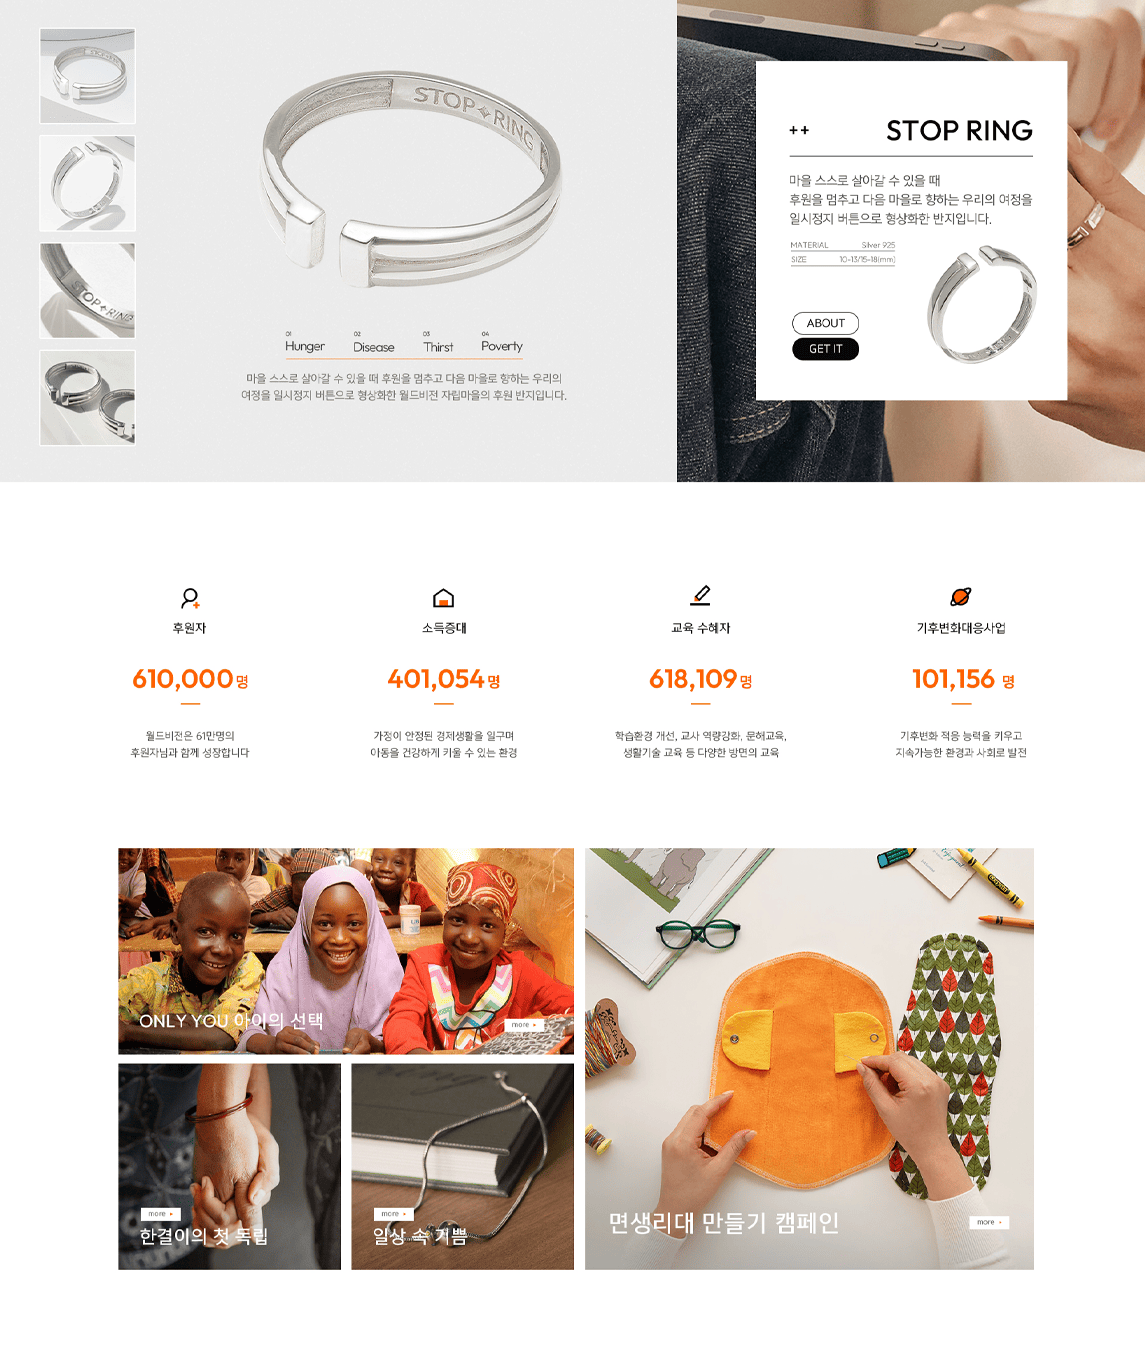 STOP RING
01 Hunger
02 Disease
03 Thirst
04 Poverty
마을 스스로 살아갈 수 있을 때 후원을 멈추고 다음 마을로 향하는 우리의
여정을 일시정지 버튼으로 형상화한 월드비전 자립마을의 후원 반지입니다.
++ STOP RING
마을 스스로 살아갈 수 있을 때
후원을 멈추고 다음 마을로 향하는 우리의 여정을
일시정지 버튼으로 형상화한 반지입니다.
MATERIAL Silver 925
SIZE 10-13/15-18(mm)
ABOUT
GET IT
후원자
610,000명
월드비전은 61만명의
후원자님과 함께 성장합니다
소득증대
401,054명
가정이 안정된 경제생활을 일구며
아동을 건강하게 키울 수 있는 환경
교육 수혜자
618,109명
학습환경 개선, 교사 역량강화, 문해교육,
생활기술 교육 등 다양한 방면의 교육
기후변화대응사업
101,156 명
기후변화 적응 능력을 키우고
지속가능한 환경과 사회로 발전
ONLY YOU 아이의 선택
more
more
한결이의 첫 독립
more
일상 속 기쁨
면생리대 만들기 캠페인
more